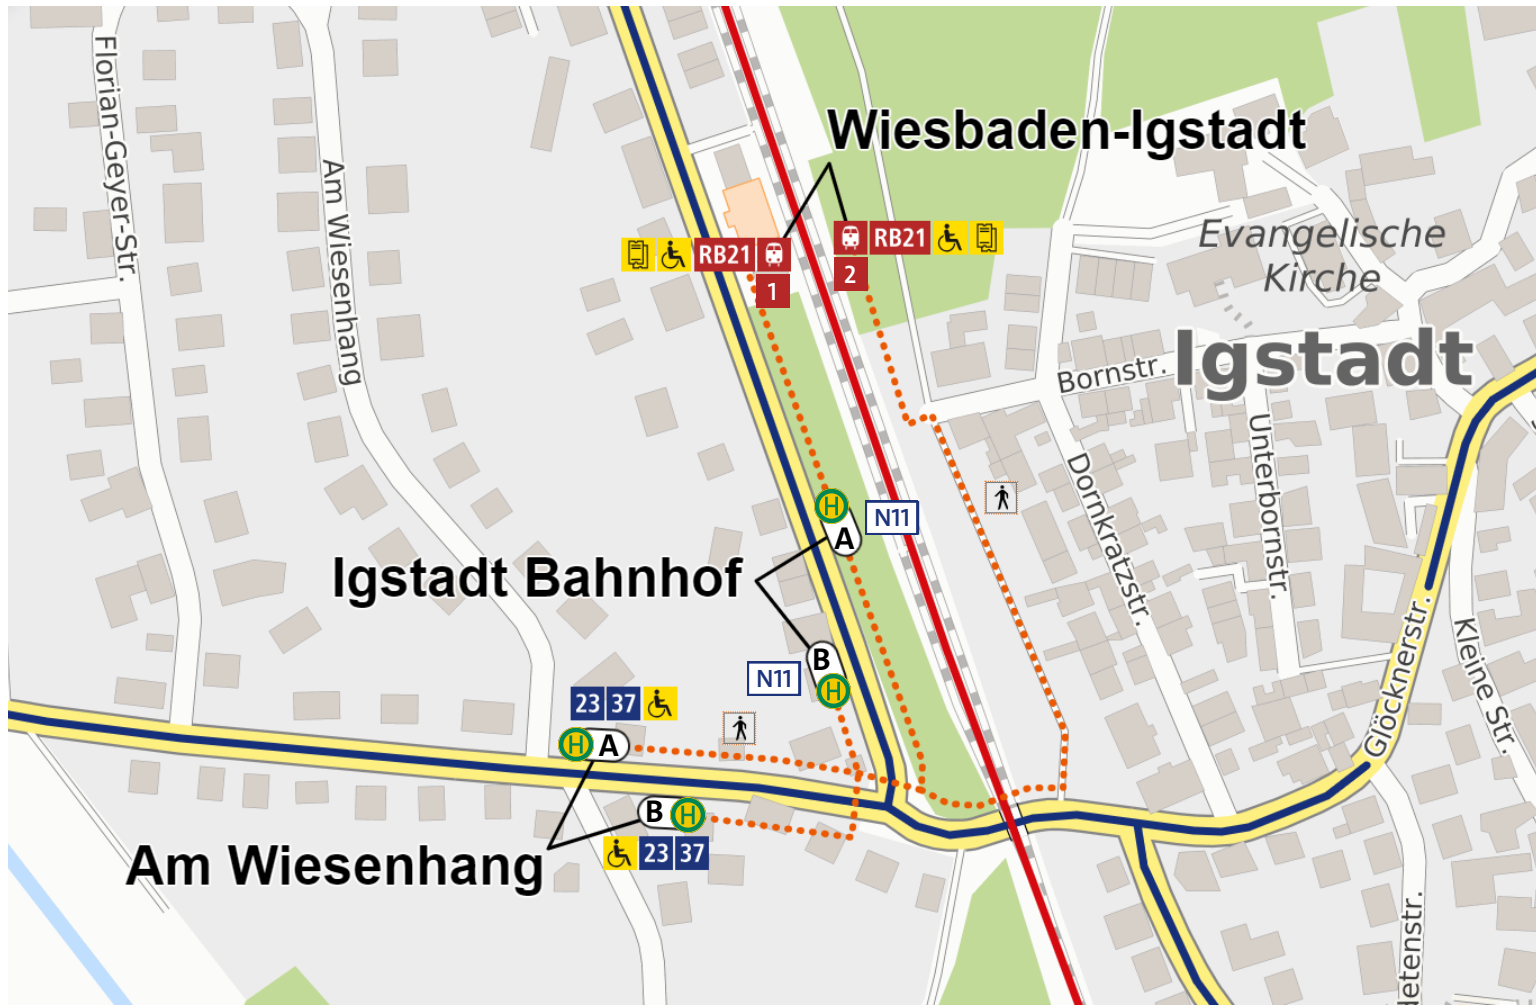 Florian-Geyer-Str.
Am Wiesenhang
Wiesbaden-Igstadt
RB21
1
RB21
2
Evangelische
Kirche
Igstadt
Bornstr.
Unterbornstr.
Dornkratzstr.
H
A
N11
Igstadt Bahnhof
B
H
N11
23 37
H A
B H
23 37
Am Wiesenhang
Glöcknerstr.
Kleine Str.
etenstr.